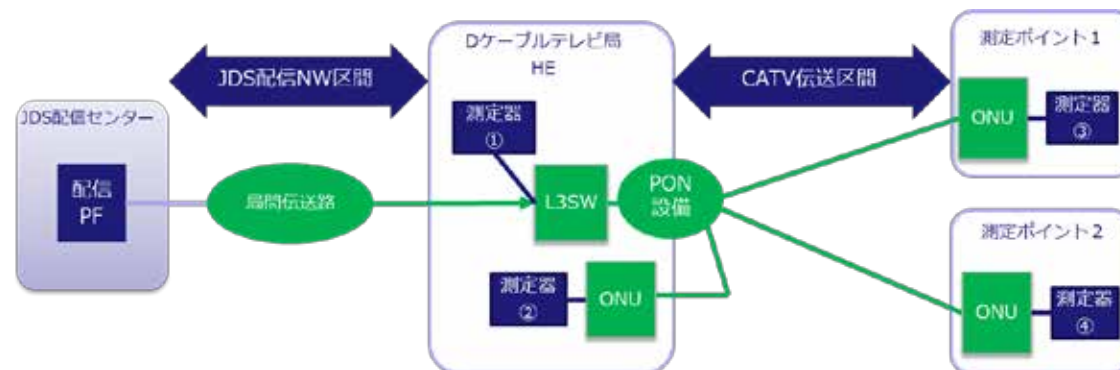 JDS配信NW区間
Dケーブルテレビ局
HE
CATV伝送区間
測定ポイント1
JDS配信センター
配信
PF
局間伝送路
測定器
①
L3SW
PON
設備
ONU
測定器
③
測定器
②
ONU
測定ポイント2
ONU
測定器
④